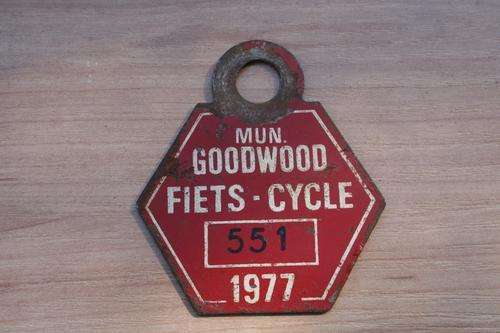 MUN.
GOODWOOD
FIETS - CYCLE
551
1977